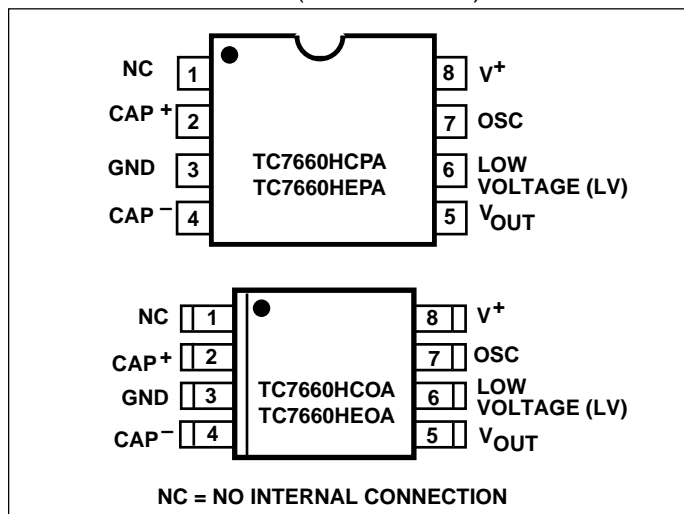 NC 1 8 V+
CAP + 2 7 OSC
GND 3 6 LOW VOLTAGE (LV)
CAP – 4 5 VOUT
TC7660HCPA
TC7660HEPA
NC 1 8 V+
CAP+ 2 7 OSC
GND 3 6 LOW VOLTAGE (LV)
CAP– 4 5 VOUT
TC7660HCOA
TC7660HEOA
NC = NO INTERNAL CONNECTION